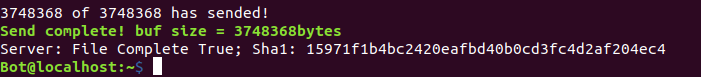 3748368 of 3748368 has sended!
Send complete! buf size = 3748368bytes
Server: File Complete True; Sha1: 15971f1b4bc2420eafbd40b0cd3fc4d2af204ec4
Bot@localhost:~$